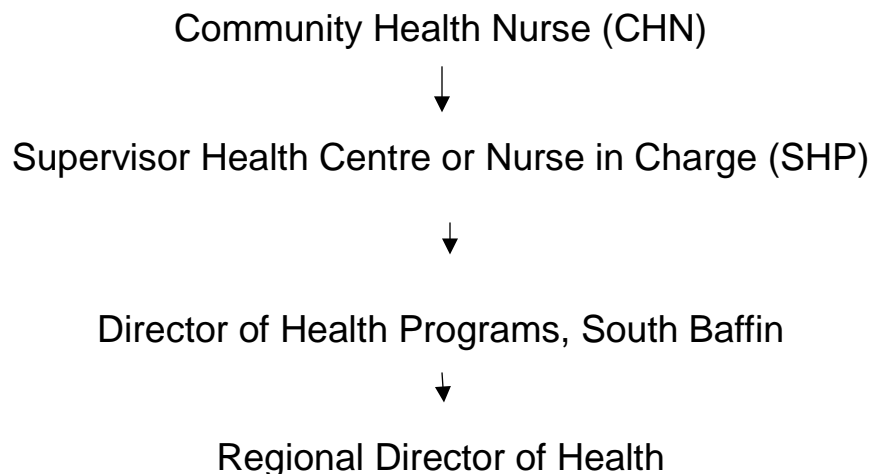 Community Health Nurse (CHN)
Supervisor Health Centre or Nurse in Charge (SHP)
Director of Health Programs, South Baffin
Regional Director of Health